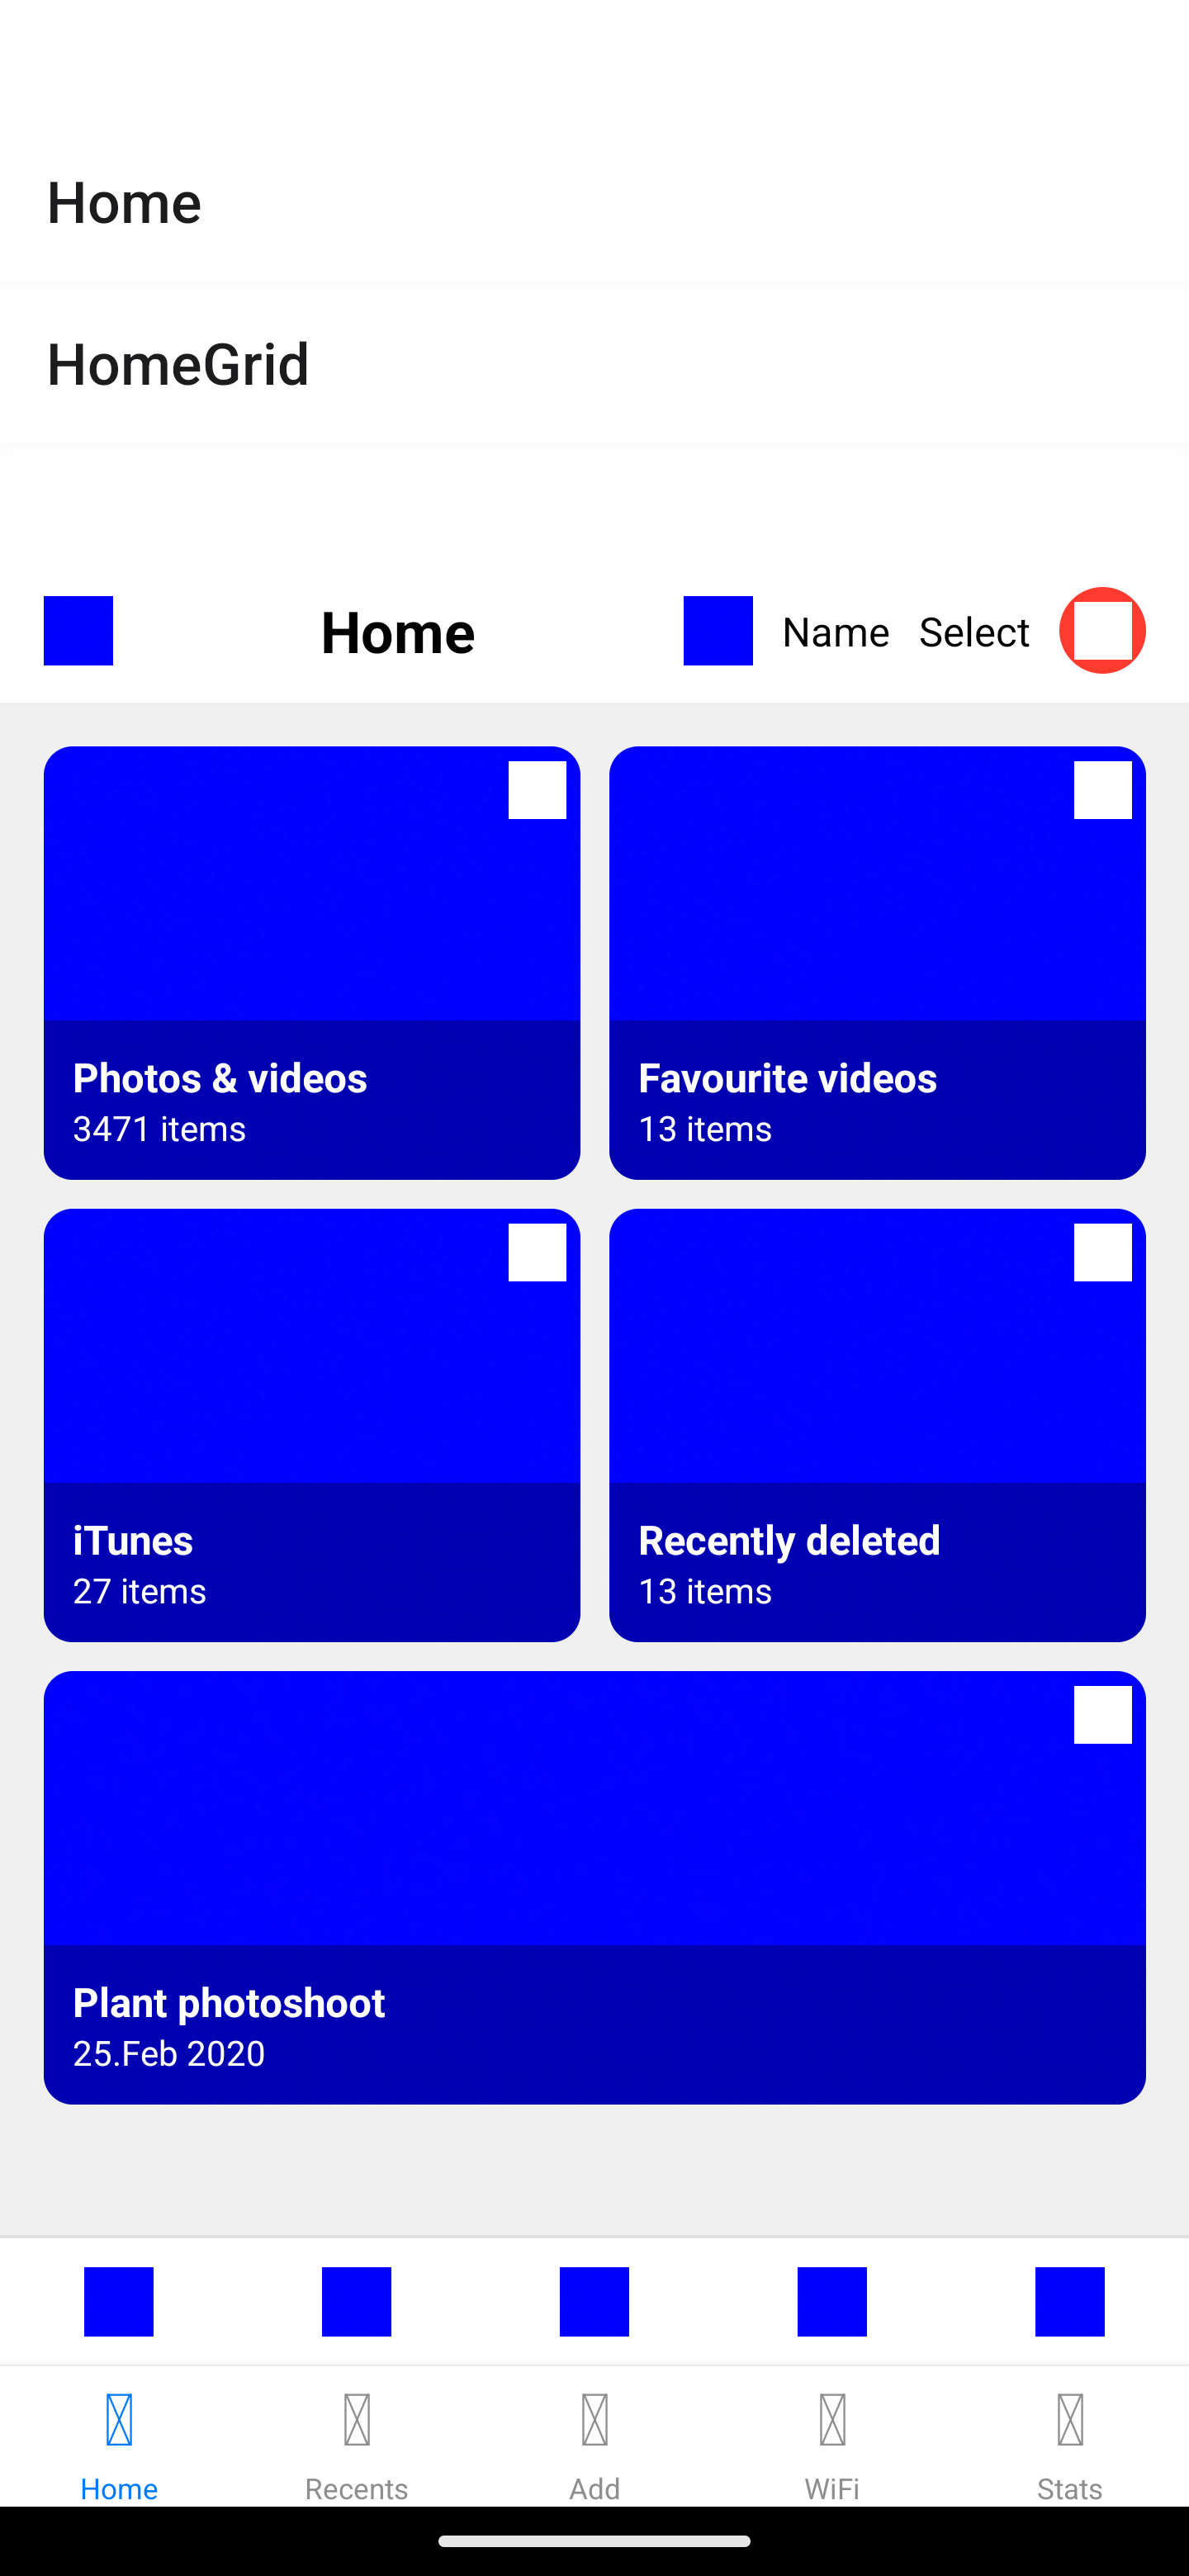 Home
HomeGrid
Home
Name Select
Photos & videos
3471 items
Favourite videos
13 items
iTunes
27 items
Recently deleted
13 items
Plant photoshoot
25.Feb 2020
Home
Recents
Add
WiFi
Stats